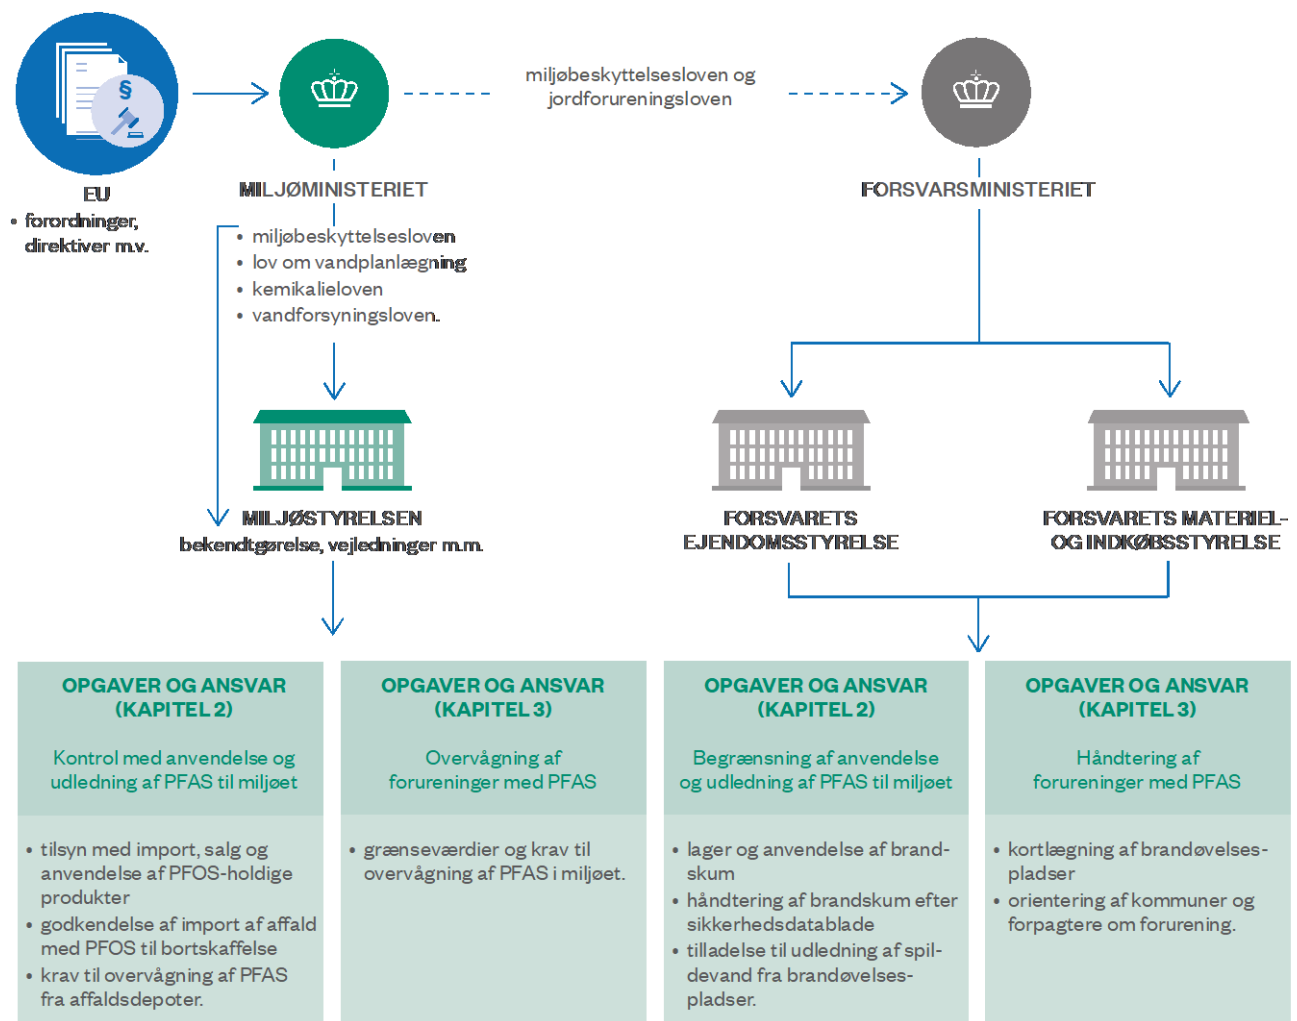 §
miljøbeskyttelsesloven og
jordforureningsloven
EU
• forordninger,
direktiver m.v.
MILJØMINISTERIET
• miljøbeskyttelsesloven
• lov om vandplanlægning
• kemikalieloven
• vandforsyningsloven.
FORSVARSMINISTERIET
MILJØSTYRELSEN
bekendtgørelse, vejledninger m.m.
FORSVARETS
EJENDOMSSTYRELSE
FORSVARETS MATERIEL-
OG INDKØBSSTYRELSE
OPGAVER OG ANSVAR
(KAPITEL 2)
Kontrol med anvendelse og
udledning af PFAS til miljøet
• tilsyn med import, salg og
anvendelse af PFOS-holdige
produkter
• godkendelse af import af affald
med PFOS til bortskaffelse
• krav til overvågning af PFAS
fra affaldsdepoter.
OPGAVER OG ANSVAR
(KAPITEL 3)
Overvågning af
forureninger med PFAS
• grænseværdier og krav til
overvågning af PFAS i miljøet.
OPGAVER OG ANSVAR
(KAPITEL 2)
Begrænsning af anvendelse
og udledning af PFAS til miljøet
• lager og anvendelse af brand-
skum
• håndtering af brandskum efter
sikkerhedsdatablade
• tilladelse til udledning af spil-
devand fra brandøvelses-
pladser.
OPGAVER OG ANSVAR
(KAPITEL 3)
Håndtering af
forureninger med PFAS
• kortlægning af brandøvelses-
pladser
• orientering af kommuner og
forpagtere om forurening.